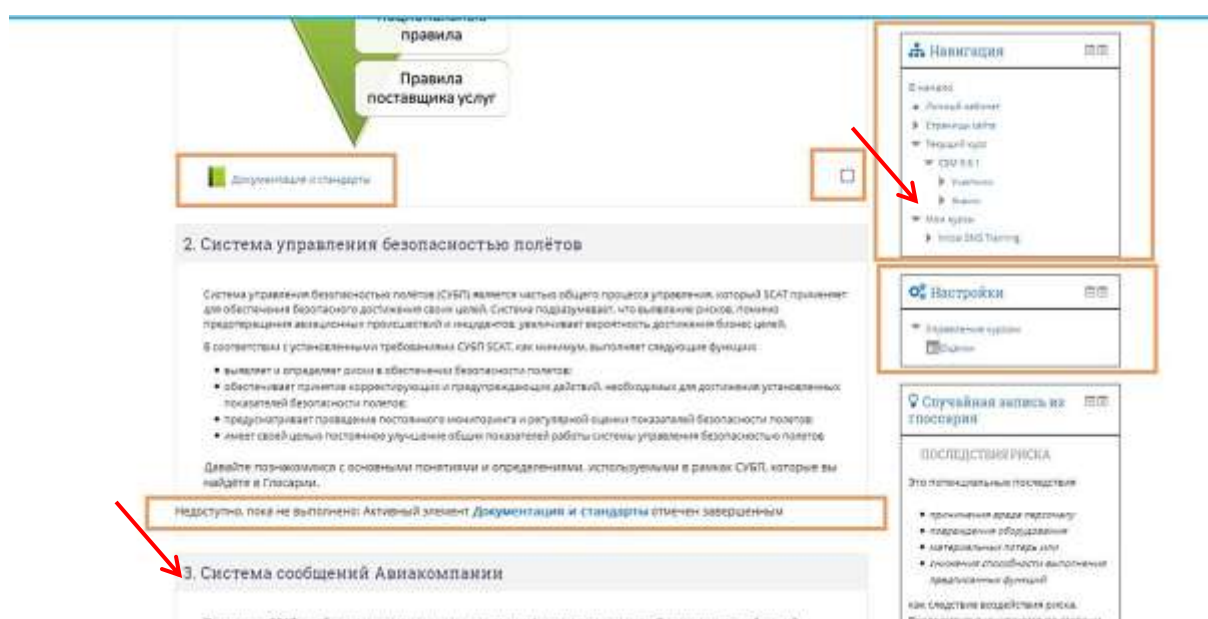 правила
Правила
поставщика услуг
Документация и стандарты
2. Система управления безопасностью полётов
Система управления безопасностью полётов (СУБП) является частью общего процесса управления, который SCAT применяет
для обеспечения безопасного достижения своих целей. Система подразумевает, что выявление рисков, помимо
предотвращения авиационных происшествий и инцидентов, увеличивает вероятность достижения бизнес целей.
В соответствии с установленными требованиями СУБП SCAT, как минимум, выполняет следующие функции:
• выявляет и определяет риски в обеспечении безопасности полетов;
• обеспечивает принятие корректирующих и предупреждающих действий, необходимых для достижения установленных
показателей безопасности полетов;
• предусматривает проведение постоянного мониторинга и регулярной оценки показателей безопасности полетов;
• имеет своей целью постоянное улучшение общих показателей работы системы управления безопасностью полетов
Давайте познакомимся с основными понятиями и определениями, используемыми в рамках СУБП, которые вы
найдёте в Глосарии.
Недоступно, пока не выполнено: Активный элемент Документация и стандарты отмечен завершенным
3. Система сообщений Авиакомпании
Навигация
В начало
Личный кабинет
Страницы сайта
Текущий курс
Участники
Значки
Мои курсы
Initial SMS Training
Настройки
Управление курсом
Оценки
Случайная запись из
глоссария
ПОСЛЕДСТВИЯ РИСКА
Это потенциальные последствия
• причинения вреда персоналу
• повреждения оборудования
• материальных потерь или
• снижения способности выполнения
предписанных функций
как следствие воздействия риска.